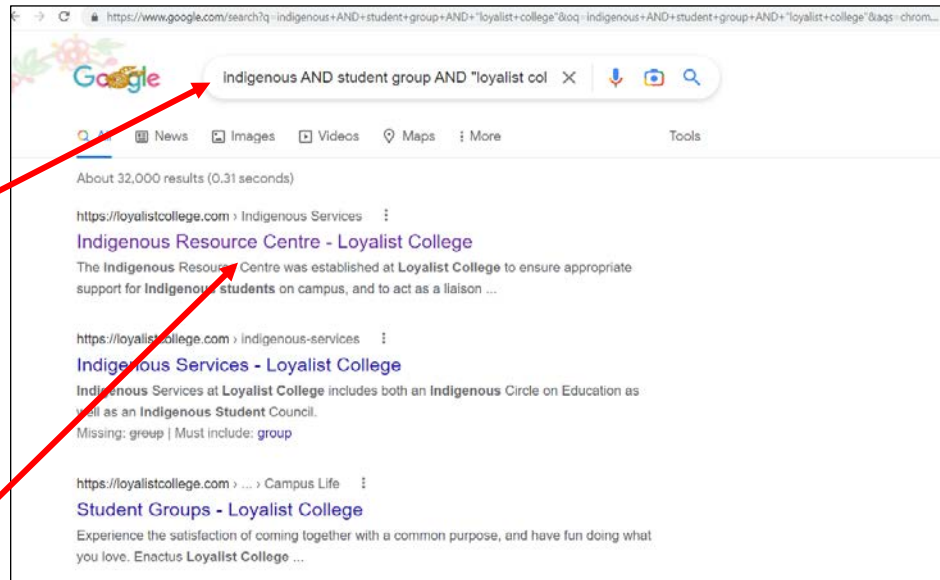 https://www.google.com/search?q=indigenous+AND+student+group+AND+"loyalist+college"&oq=indigenous+AND+student+group+AND+"loyalist+college"&aqs=chrom...
Google
indigenous AND student group AND "loyalist col
All News Images Videos Maps More Tools
About 32,000 results (0.31 seconds)
https://loyalistcollege.com › Indigenous Services
Indigenous Resource Centre - Loyalist College
The Indigenous Resource Centre was established at Loyalist College to ensure appropriate
support for Indigenous students on campus, and to act as a liaison ...
https://loyalistcollege.com › indigenous-services
Indigenous Services - Loyalist College
Indigenous Services at Loyalist College includes both an Indigenous Circle on Education as
well as an Indigenous Student Council.
Missing: group | Must include: group
https://loyalistcollege.com › ... › Campus Life
Student Groups - Loyalist College
Experience the satisfaction of coming together with a common purpose, and have fun doing what
you love. Enactus Loyalist College ...